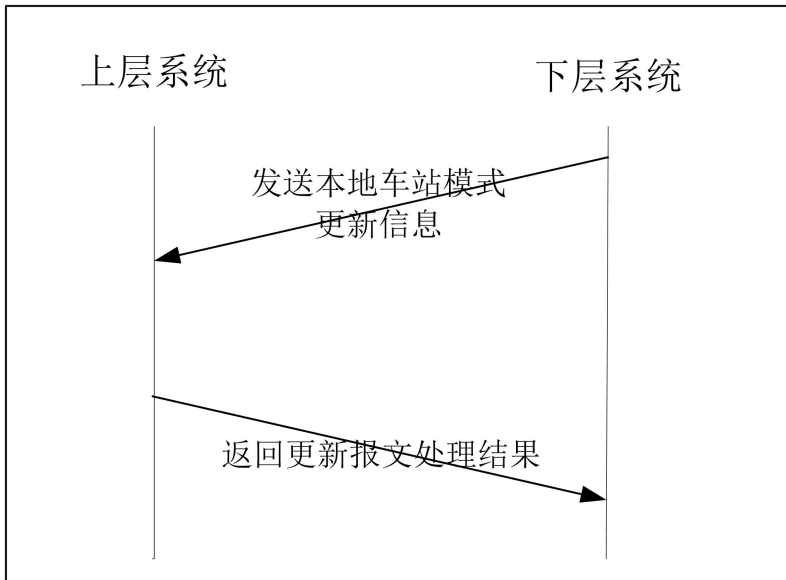 上层系统
下层系统
发送本地车站模式
更新信息
返回更新报文处理结果